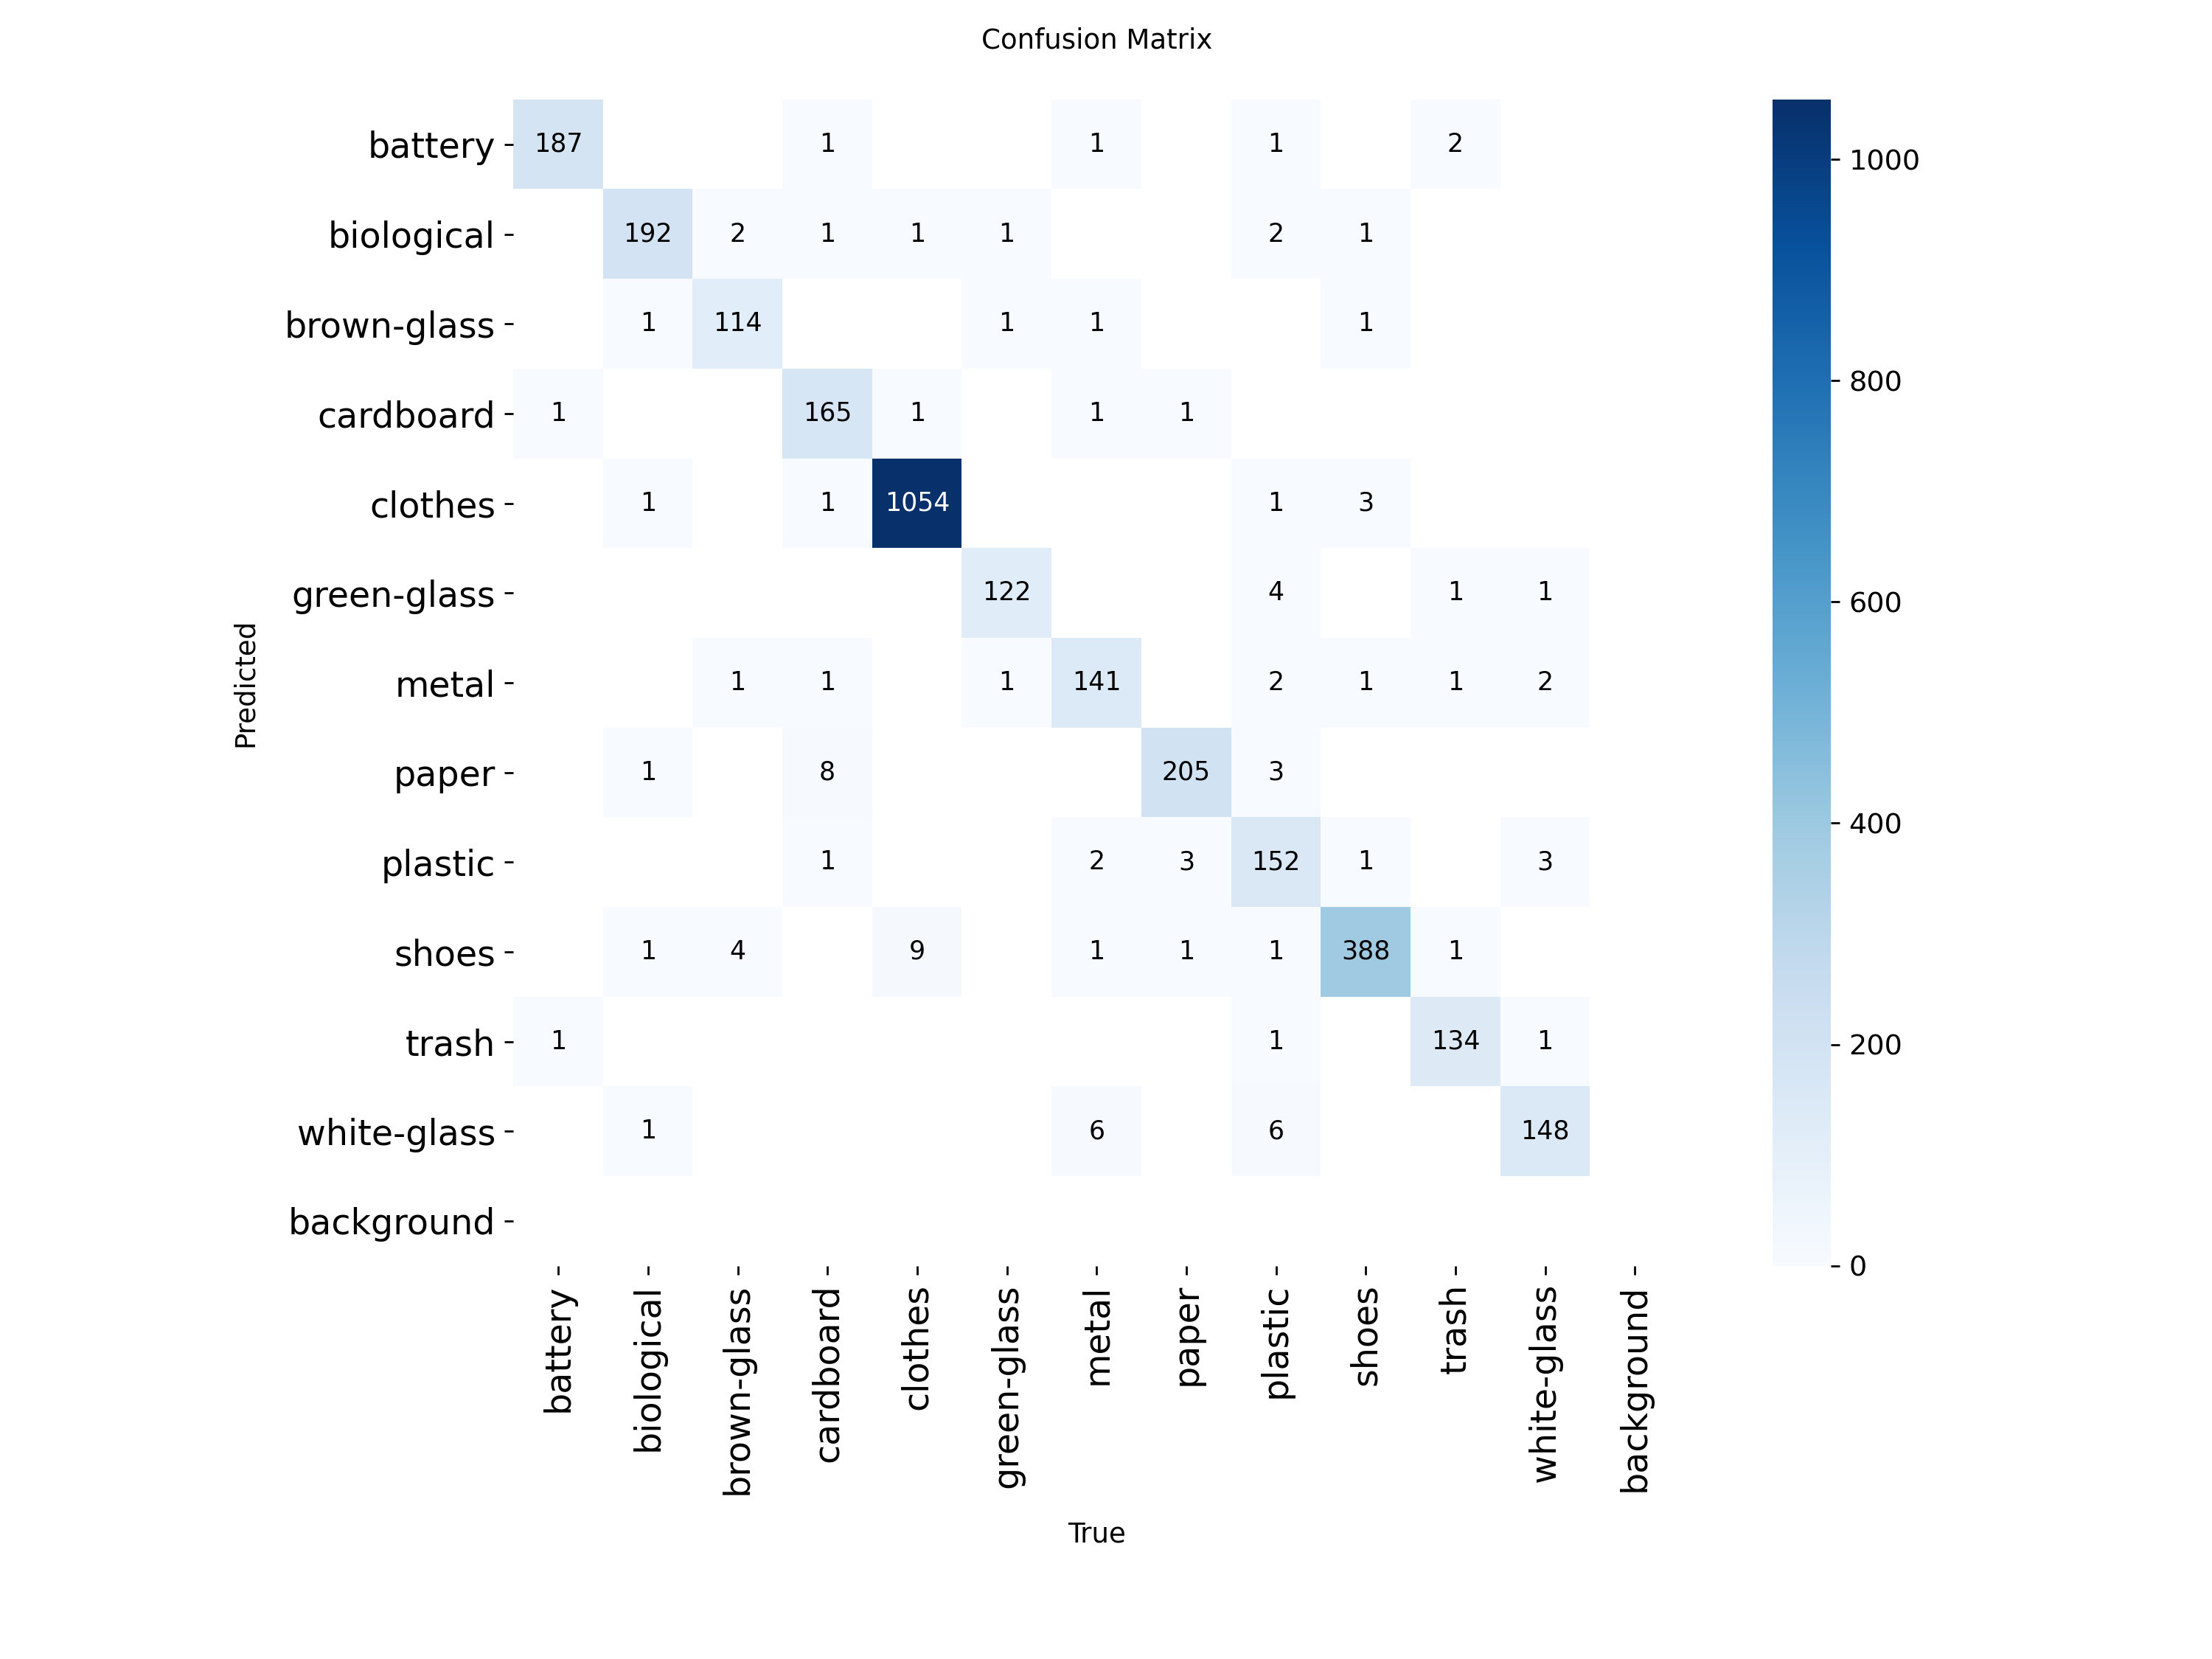 Confusion Matrix
battery 187 1 1 1 2
biological 192 2 1 1 1 2 1
brown-glass 1 114 1 1 1
cardboard 1 165 1 1 1
clothes 1 1 1054 1 3
green-glass 122 4 1 1
metal 1 1 1 141 2 1 1 2
paper 1 8 205 3
plastic 1 2 3 152 1 3
shoes 1 4 9 1 1 1 388 1
trash 1 1 134 1
white-glass 1 6 6 148
background
Predicted
battery
biological
brown-glass
cardboard
clothes
green-glass
metal
paper
plastic
shoes
trash
white-glass
background
True
1000
800
600
400
200
0